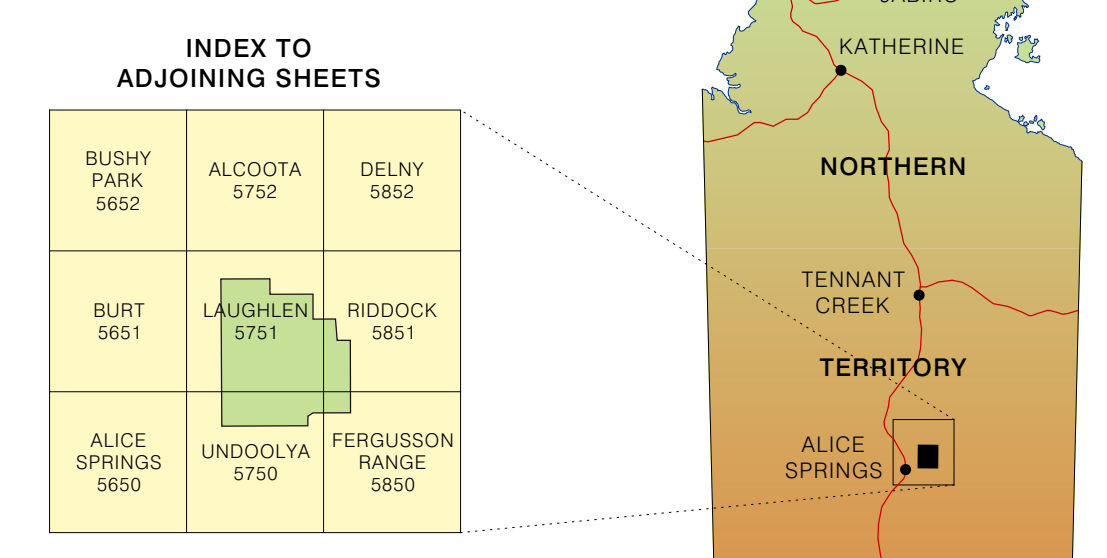 INDEX TO
ADJOINING SHEETS
BUSHY
PARK
5652
ALCOOTA
5752
DELNY
5852
BURT
5651
LAUGHLEN
5751
RIDDOCK
5851
ALICE
SPRINGS
5650
UNDOOLYA
5750
FERGUSSON
RANGE
5850
KATHERINE
NORTHERN
TENNANT
CREEK
TERRITORY
ALICE
SPRINGS